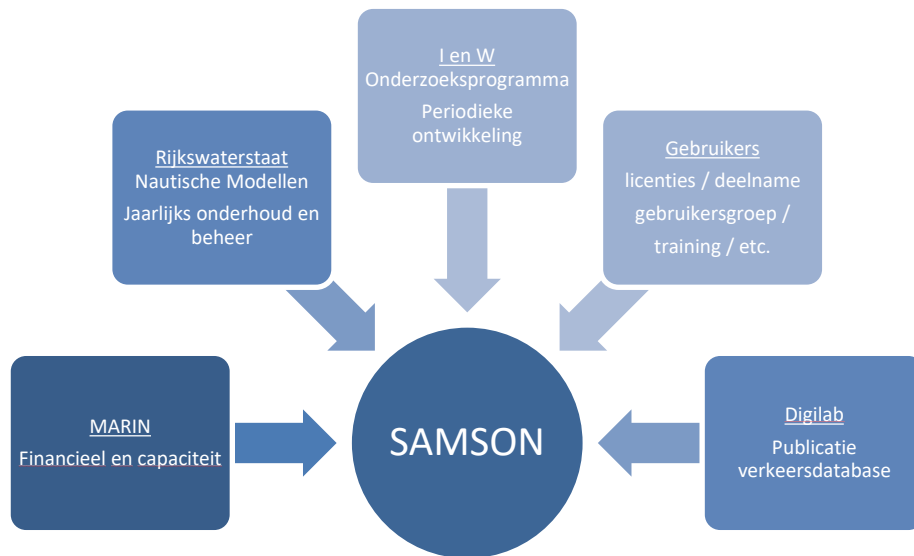 I en W
Onderzoeksprogramma
Periodieke
ontwikkeling
Rijkswaterstaat
Nautische Modellen
Jaarlijks onderhoud en
beheer
Gebruikers
licenties / deelname
gebruikersgroep /
training / etc.
MARIN
Financieel en capaciteit
SAMSON
Digilab
Publicatie
verkeersdatabase